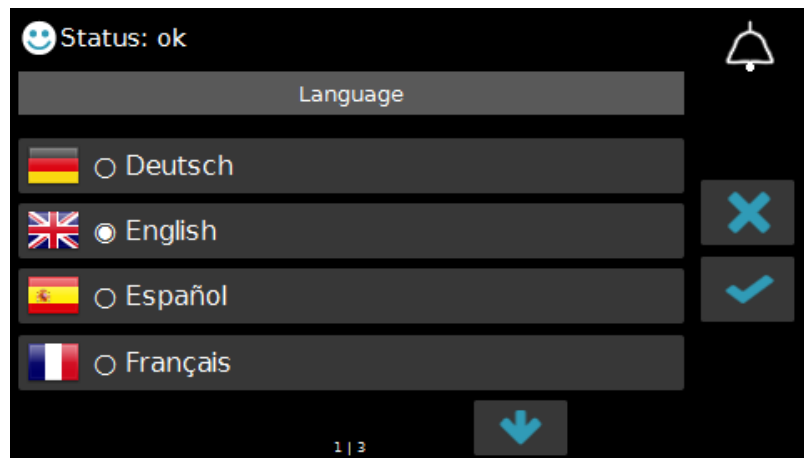 Status: ok
Language
Deutsch
English
Español
Français
1 | 3